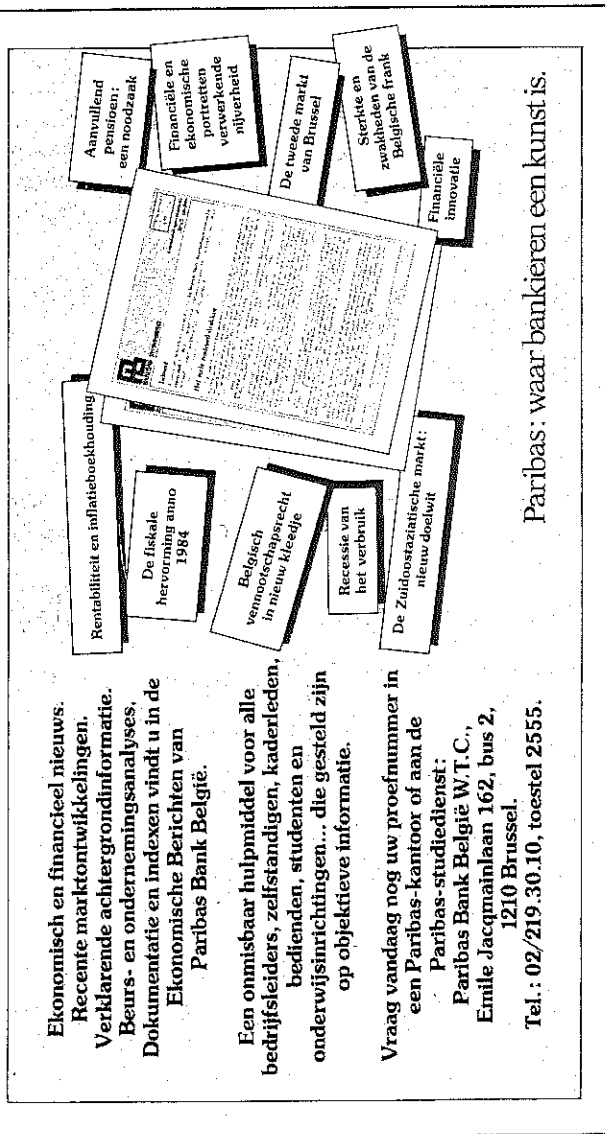 Ekonomisch en financieel nieuws.
Recente marktontwikkelingen.
Verklarende achtergrondinformatie.
Beurs- en ondernemingsanalyses,
Dokumentatie en indexen vindt u in de
Ekonomische Berichten van
Paribas Bank België.
Een onmisbaar hulpmiddel voor alle
bedrijfsleiders, zelfstandigen, kaderleden,
bedienden, studenten en
onderwijsinrichtingen... die gesteld zijn
op objektieve informatie.
Vraag vandaag nog uw proefnummer in
een Paribas-kantoor of aan de
Paribas-studiedienst:
Paribas Bank België W.T.C.,
Emile Jacqmainlaan 162, bus 2,
1210 Brussel.
Tel.: 02/219.30.10, toestel 2555.
Rentabiliteit en inflatieboekhouding
De fiskale
hervorming anno
1984
Belgisch
vennootschapsrecht
in nieuw kleedje
Recessie van
het verbruik
De Zuidoostaziatische markt:
nieuw doelwit
Aanvullend
pensioen:
een noodzaak
Financiële en
ekonomische
portretten
verwerkende
nijverheid
De tweede markt
van Brussel
Sterkte en
zwakheden van de
Belgische frank
Financiële
innovatie
Paribas: waar bankieren een kunst is.